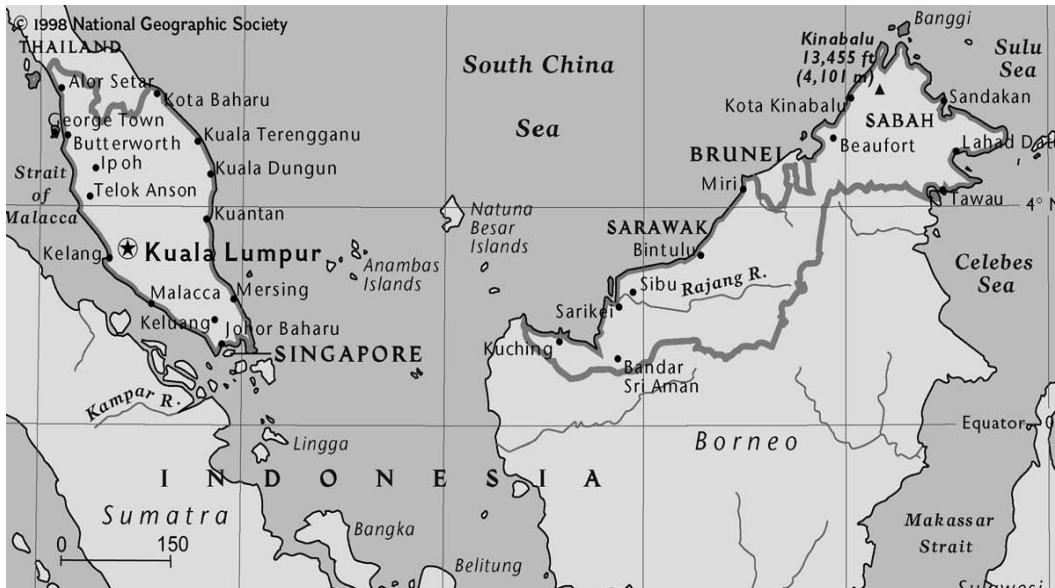 © 1998 National Geographic Society
THAILAND
Alor Setar
Kota Baharu
George Town
Butterworth
Kuala Terengganu
Ipoh
Kuala Dungun
Telok Anson
Strait
of
Malacca
Kuantan
Kelang
Kuala Lumpur
Malacca
Mersing
Keluang
Johor Baharu
SINGAPORE
Kampar R.
South China
Sea
Natuna
Besar
Islands
Anambas
Islands
Lingga
INDONESIA
Sumatra
0 150
Bangka
Belitung
Banggi
Kinabalu
13,455 ft
(4,101 m)
Sulu
Sea
Kota Kinabalu
Sandakan
SABAH
Beaufort
Lahad Datu
BRUNEI
Miri
Tawau
4° N
SARAWAK
Bintulu
Celebes
Sea
Sibu
Rajang R.
Sarikei
Kuching
Bandar
Sri Aman
Borneo
Equator 0
Makassar
Strait
Sulawesi